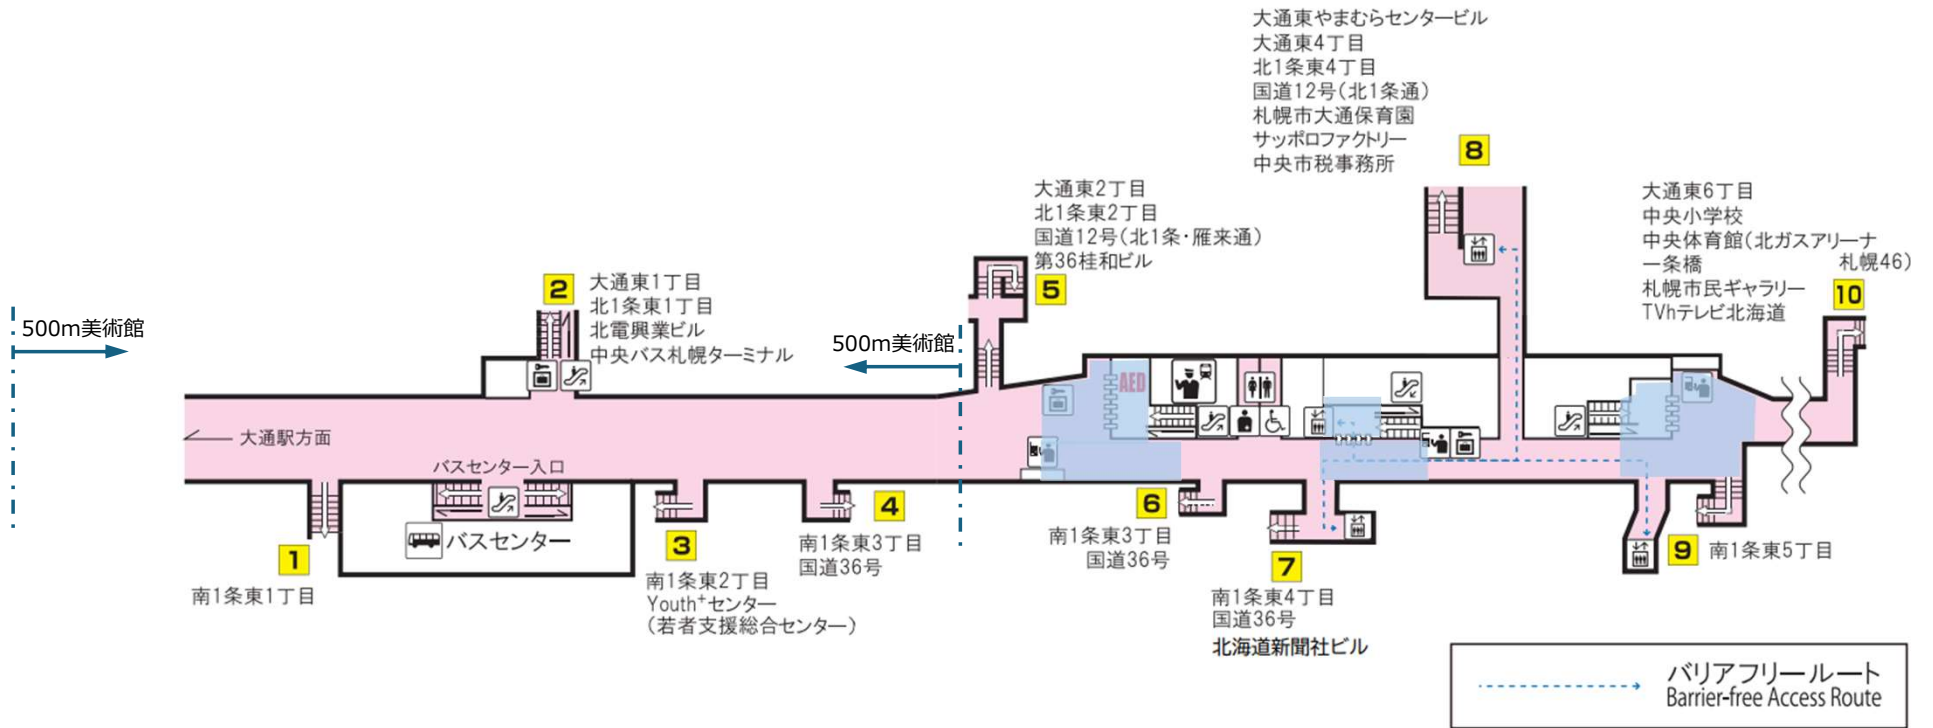 大通東やまむらセンタービル
大通東4丁目
北1条東4丁目
国道12号(北1条通)
札幌市大通保育園
サッポロファクトリー
中央市税事務所
8
大通東2丁目
北1条東2丁目
国道12号(北1条・雁来通)
第36桂和ビル
5
大通東6丁目
中央小学校
中央体育館(北ガスアリーナ
札幌46)
一条橋
札幌市民ギャラリー
TVhテレビ北海道
10
2
大通東1丁目
北1条東1丁目
北電興業ビル
中央バス札幌ターミナル
500m美術館
500m美術館
AED
大通駅方面
バスセンター入口
バスセンター
1
南1条東1丁目
3
南1条東2丁目
Youth+センター
(若者支援総合センター)
4
南1条東3丁目
国道36号
6
南1条東3丁目
国道36号
7
南1条東4丁目
国道36号
北海道新聞社ビル
9
南1条東5丁目
バリアフリールート
Barrier-free Access Route